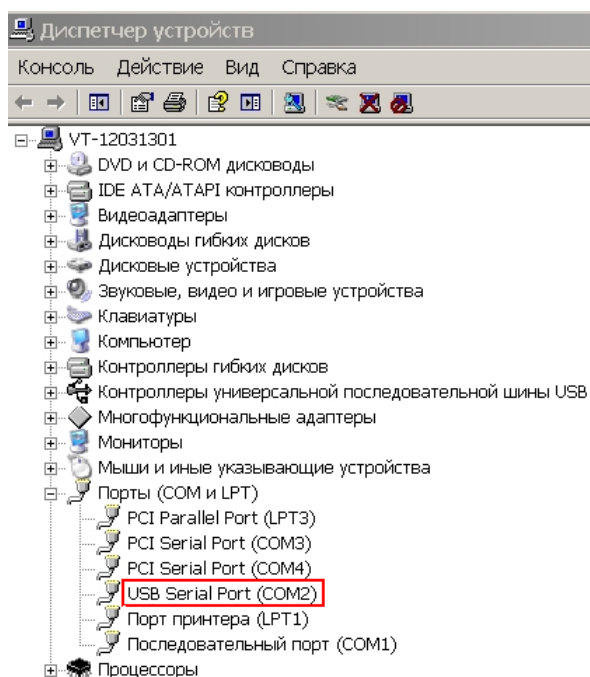 Диспетчер устройств
Консоль Действие Вид Справка
VT-12031301
DVD и CD-ROM дисководы
IDE ATA/ATAPI контроллеры
Видеоадаптеры
Дисководы гибких дисков
Дисковые устройства
Звуковые, видео и игровые устройства
Клавиатуры
Компьютер
Контроллеры гибких дисков
Контроллеры универсальной последовательной шины USB
Многофункциональные адаптеры
Мониторы
Мыши и иные указывающие устройства
Порты (COM и LPT)
PCI Parallel Port (LPT3)
PCI Serial Port (COM3)
PCI Serial Port (COM4)
USB Serial Port (COM2)
Порт принтера (LPT1)
Последовательный порт (COM1)
Процессоры